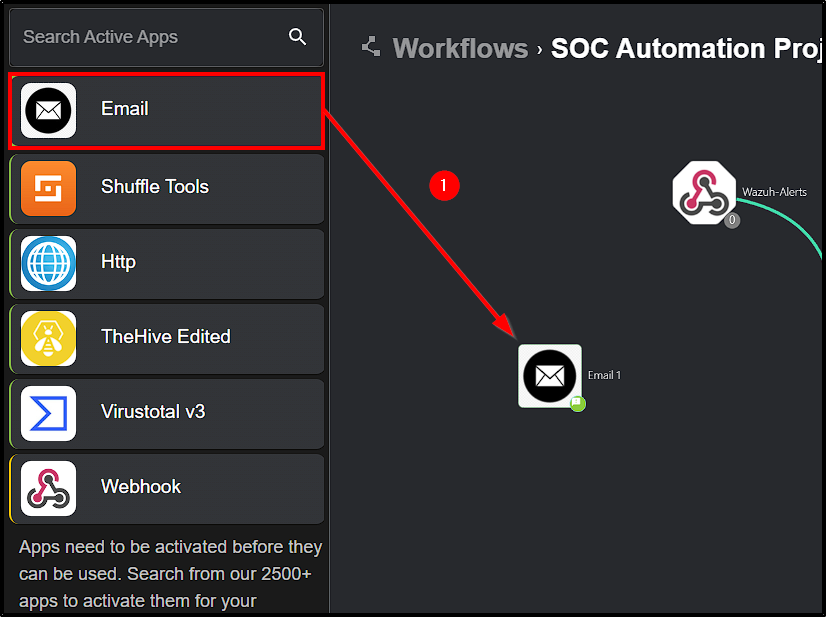 Search Active Apps
Email
Shuffle Tools
Http
TheHive Edited
Virustotal v3
Webhook
Apps need to be activated before they
can be used. Search from our 2500+
apps to activate them for your
Workflows › SOC Automation Proj
1
Wazuh-Alerts
0
Email 1